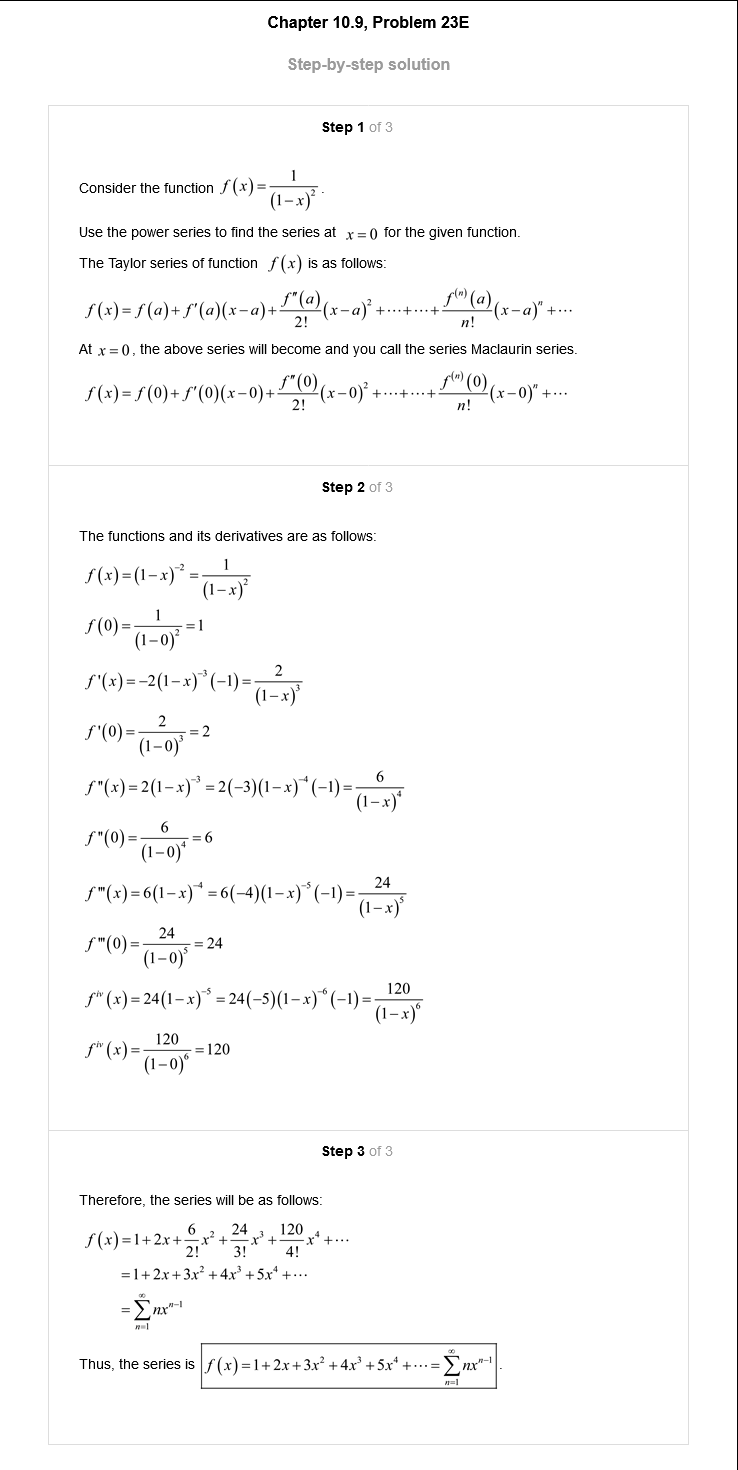 Chapter 10.9, Problem 23E
Step-by-step solution
Step 1 of 3
Consider the function f(x)=\frac{1}{(1-x)^2}.
Use the power series to find the series at x=0 for the given function.
The Taylor series of function f(x) is as follows:
f(x)=f(a)+f'(a)(x-a)+\frac{f"(a)}{2!}(x-a)^2+⋯+⋯+\frac{f^{(n)}(a)}{n!}(x-a)^n+⋯
At x=0, the above series will become and you call the series Maclaurin series.
f(x)=f(0)+f'(0)(x-0)+\frac{f"(0)}{2!}(x-0)^2+⋯+⋯+\frac{f^{(n)}(0)}{n!}(x-0)^n+⋯
Step 2 of 3
The functions and its derivatives are as follows:
f(x)=(1-x)^{-2}=\frac{1}{(1-x)^2}
f(0)=\frac{1}{(1-0)^2}=1
f'(x)=-2(1-x)^{-3}(-1)=\frac{2}{(1-x)^3}
f'(0)=\frac{2}{(1-0)^3}=2
f"(x)=2(1-x)^{-3}=2(-3)(1-x)^{-4}(-1)=\frac{6}{(1-x)^4}
f"(0)=\frac{6}{(1-0)^4}=6
f"'(x)=6(1-x)^{-4}=6(-4)(1-x)^{-5}(-1)=\frac{24}{(1-x)^5}
f"'(0)=\frac{24}{(1-0)^5}=24
f^{iv}(x)=24(1-x)^{-5}=24(-5)(1-x)^{-6}(-1)=\frac{120}{(1-x)^6}
f^{iv}(x)=\frac{120}{(1-0)^6}=120
Step 3 of 3
Therefore, the series will be as follows:
f(x)=1+2x+\frac{6}{2!}x^2+\frac{24}{3!}x^3+\frac{120}{4!}x^4+⋯
=1+2x+3x^2+4x^3+5x^4+⋯
=\sum_{n=1}^{∞}nx^{n-1}
Thus, the series is f(x)=1+2x+3x^2+4x^3+5x^4+⋯=\sum_{n=1}^{∞}nx^{n-1}.